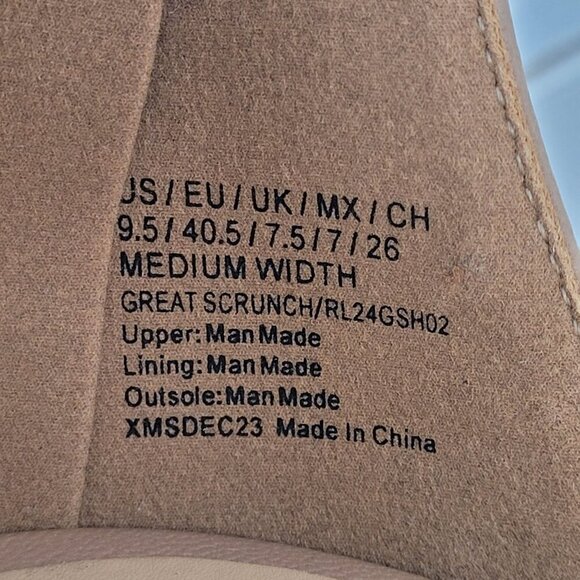 US / EU / UK / MX / CH
9.5 / 40.5 / 7.5 / 7 / 26
MEDIUM WIDTH
GREAT SCRUNCH/RL24GSH02
Upper: Man Made
Lining: Man Made
Outsole: Man Made
XMSDEC23 Made In China